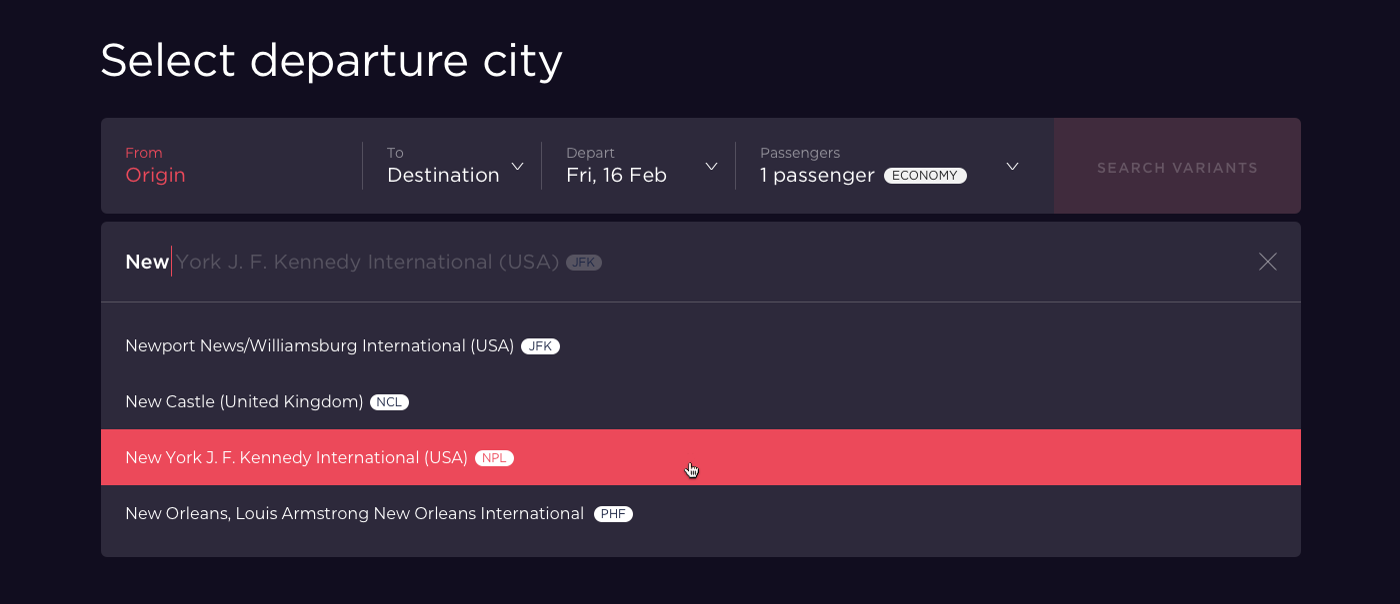 Select departure city
From To Depart Passengers
Origin Destination Fri, 16 Feb 1 passenger ECONOMY SEARCH VARIANTS
New York J. F. Kennedy International (USA) JFK
Newport News/Williamsburg International (USA) JFK
New Castle (United Kingdom) NCL
New York J. F. Kennedy International (USA) NPL
New Orleans, Louis Armstrong New Orleans International PHF